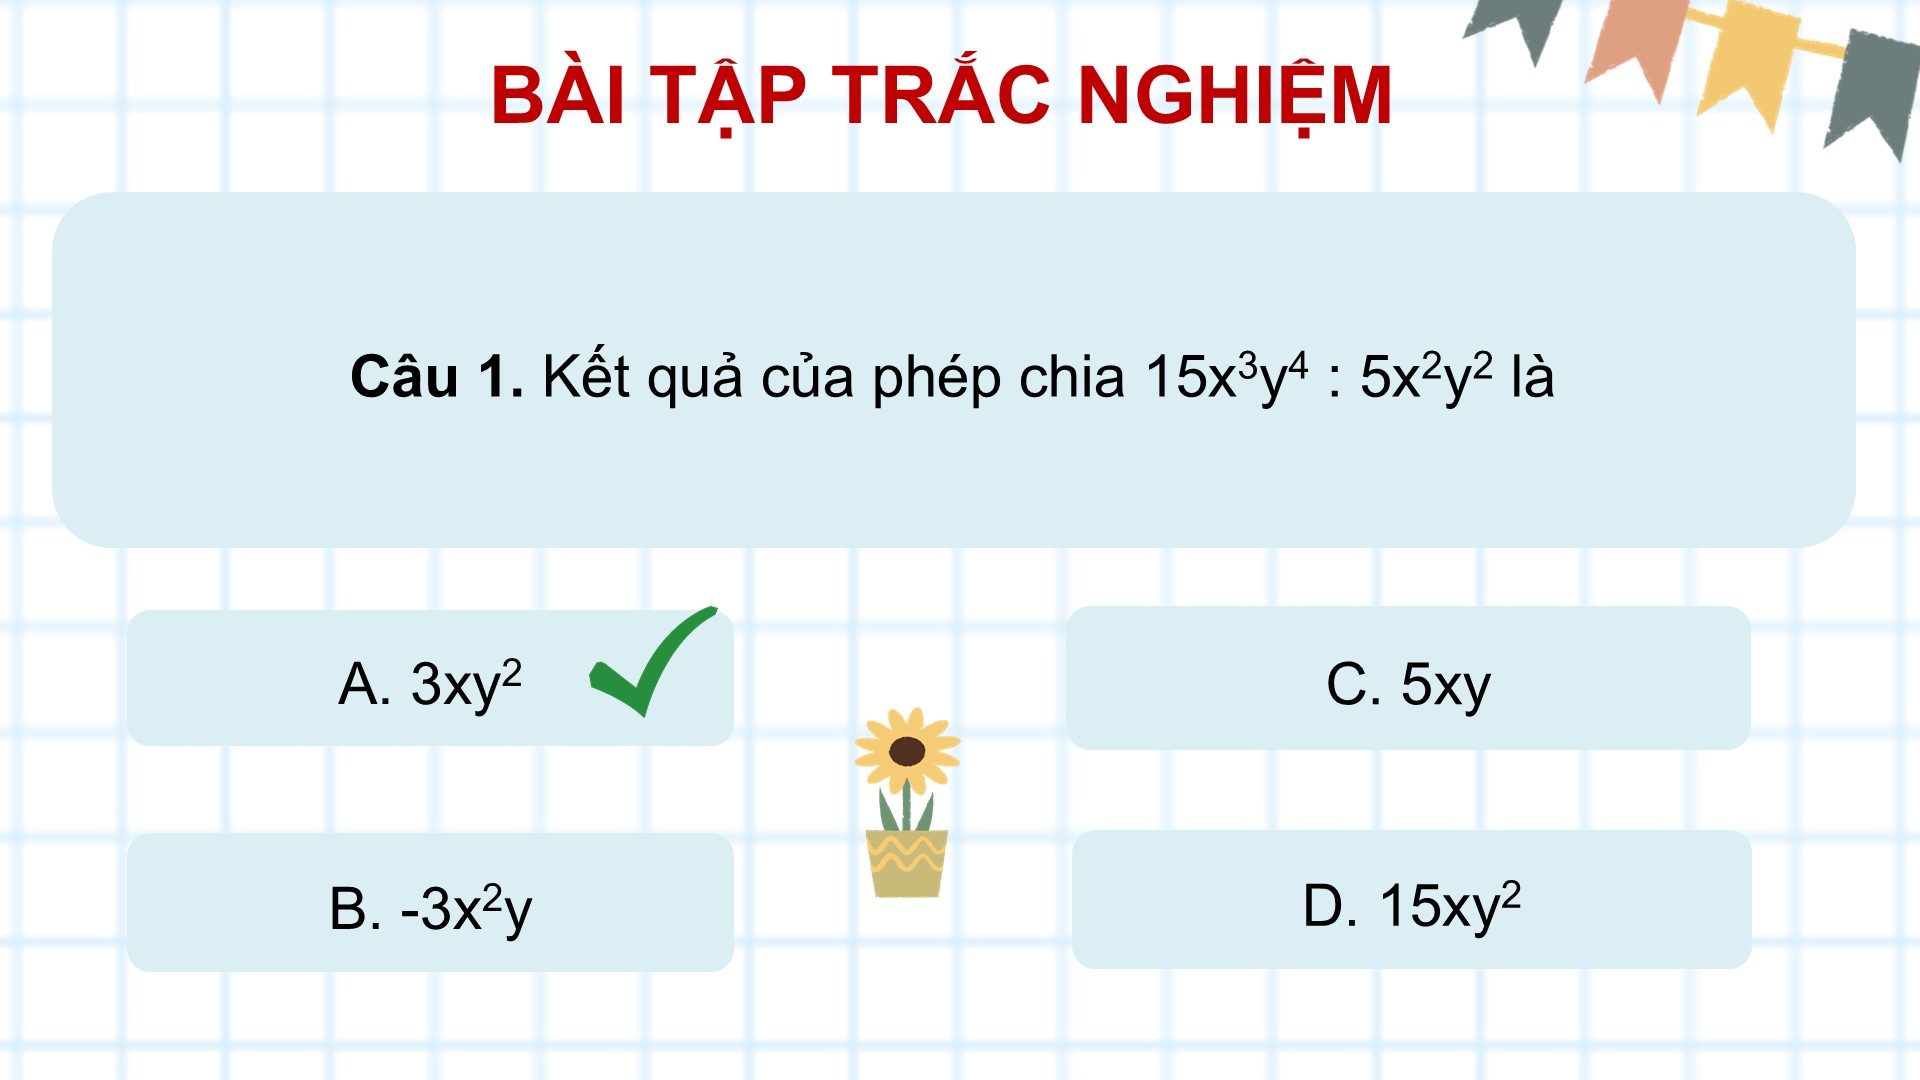 BÀI TẬP TRẮC NGHIỆM
Câu 1. Kết quả của phép chia 15x³y⁴ : 5x²y² là
A. 3xy²
C. 5xy
B. -3x²y
D. 15xy²